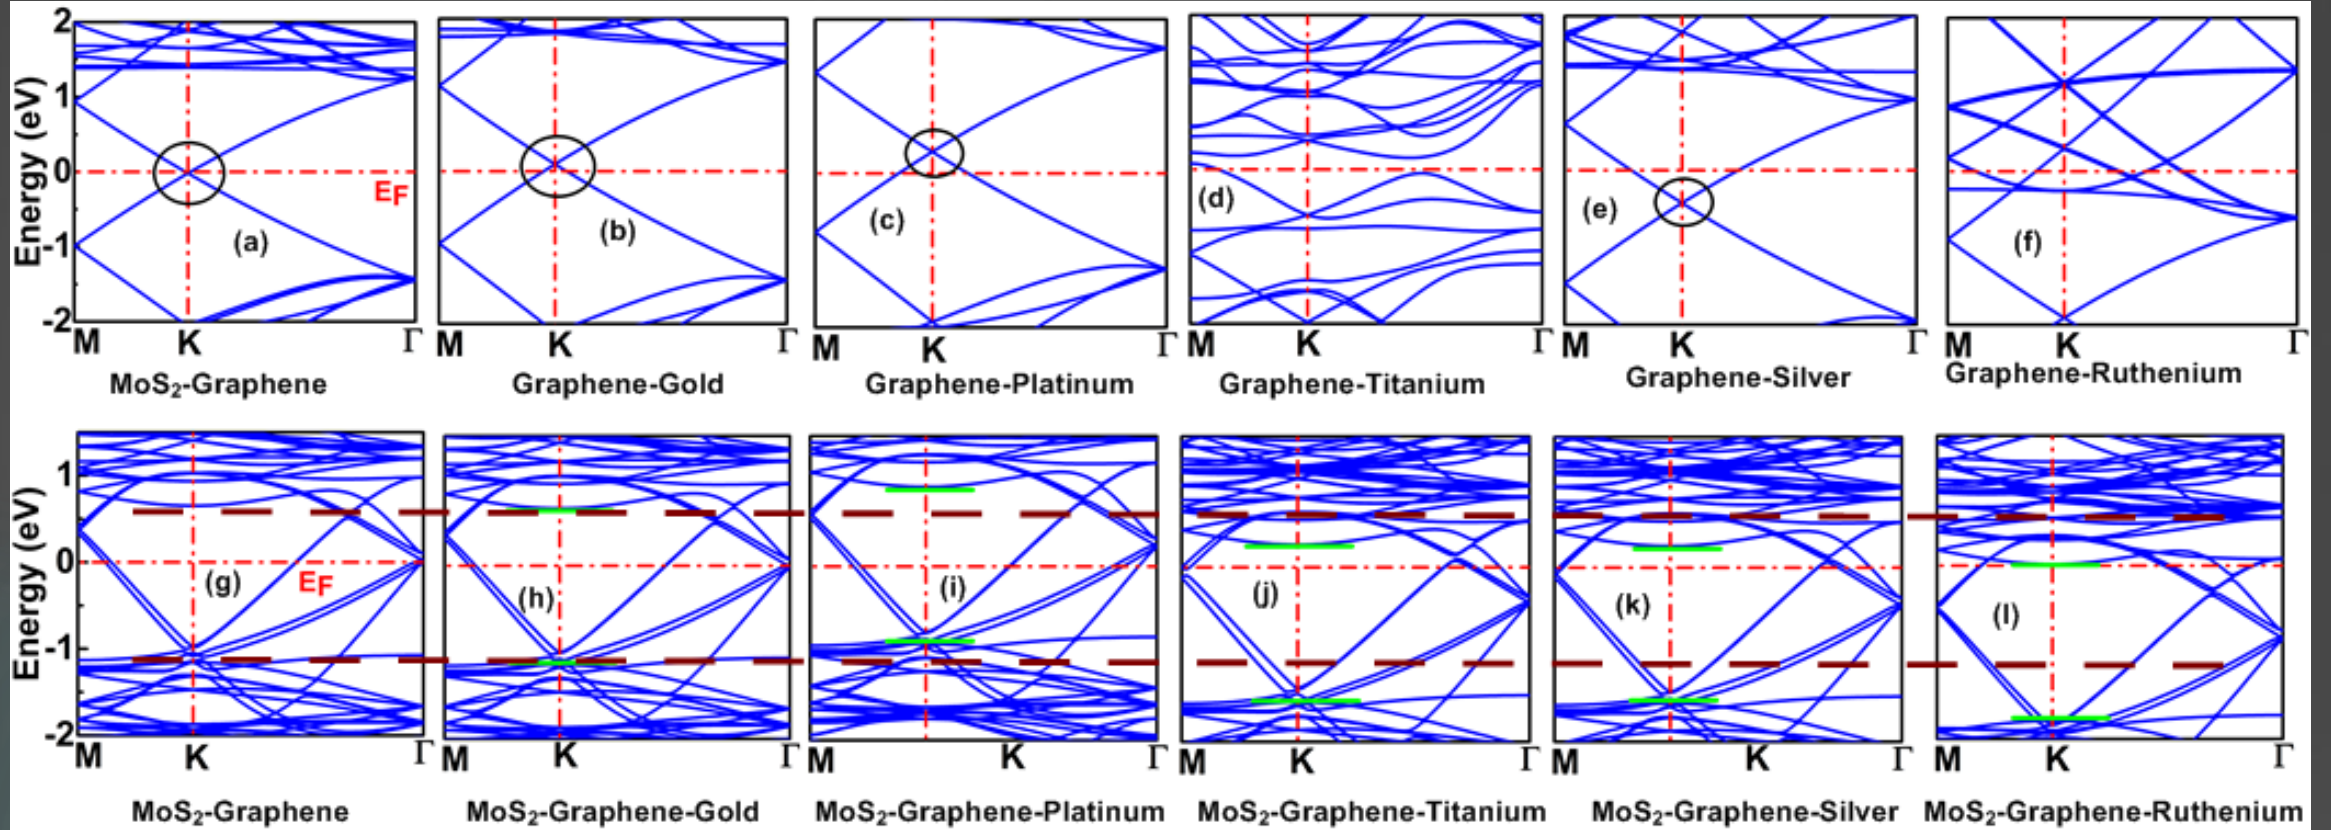 2
1
0
-1
-2
Energy (eV)
E_F
(a)
(b)
(c)
(d)
(e)
(f)
M K Γ
M K Γ
M K Γ
M K Γ
M K Γ
M K Γ
MoS₂-Graphene
Graphene-Gold
Graphene-Platinum
Graphene-Titanium
Graphene-Silver
Graphene-Ruthenium
1
0
-1
-2
Energy (eV)
E_F
(g)
(h)
(i)
(j)
(k)
(l)
M K Γ
M K Γ
M K Γ
M K Γ
M K Γ
M K Γ
MoS₂-Graphene
MoS₂-Graphene-Gold
MoS₂-Graphene-Platinum
MoS₂-Graphene-Titanium
MoS₂-Graphene-Silver
MoS₂-Graphene-Ruthenium